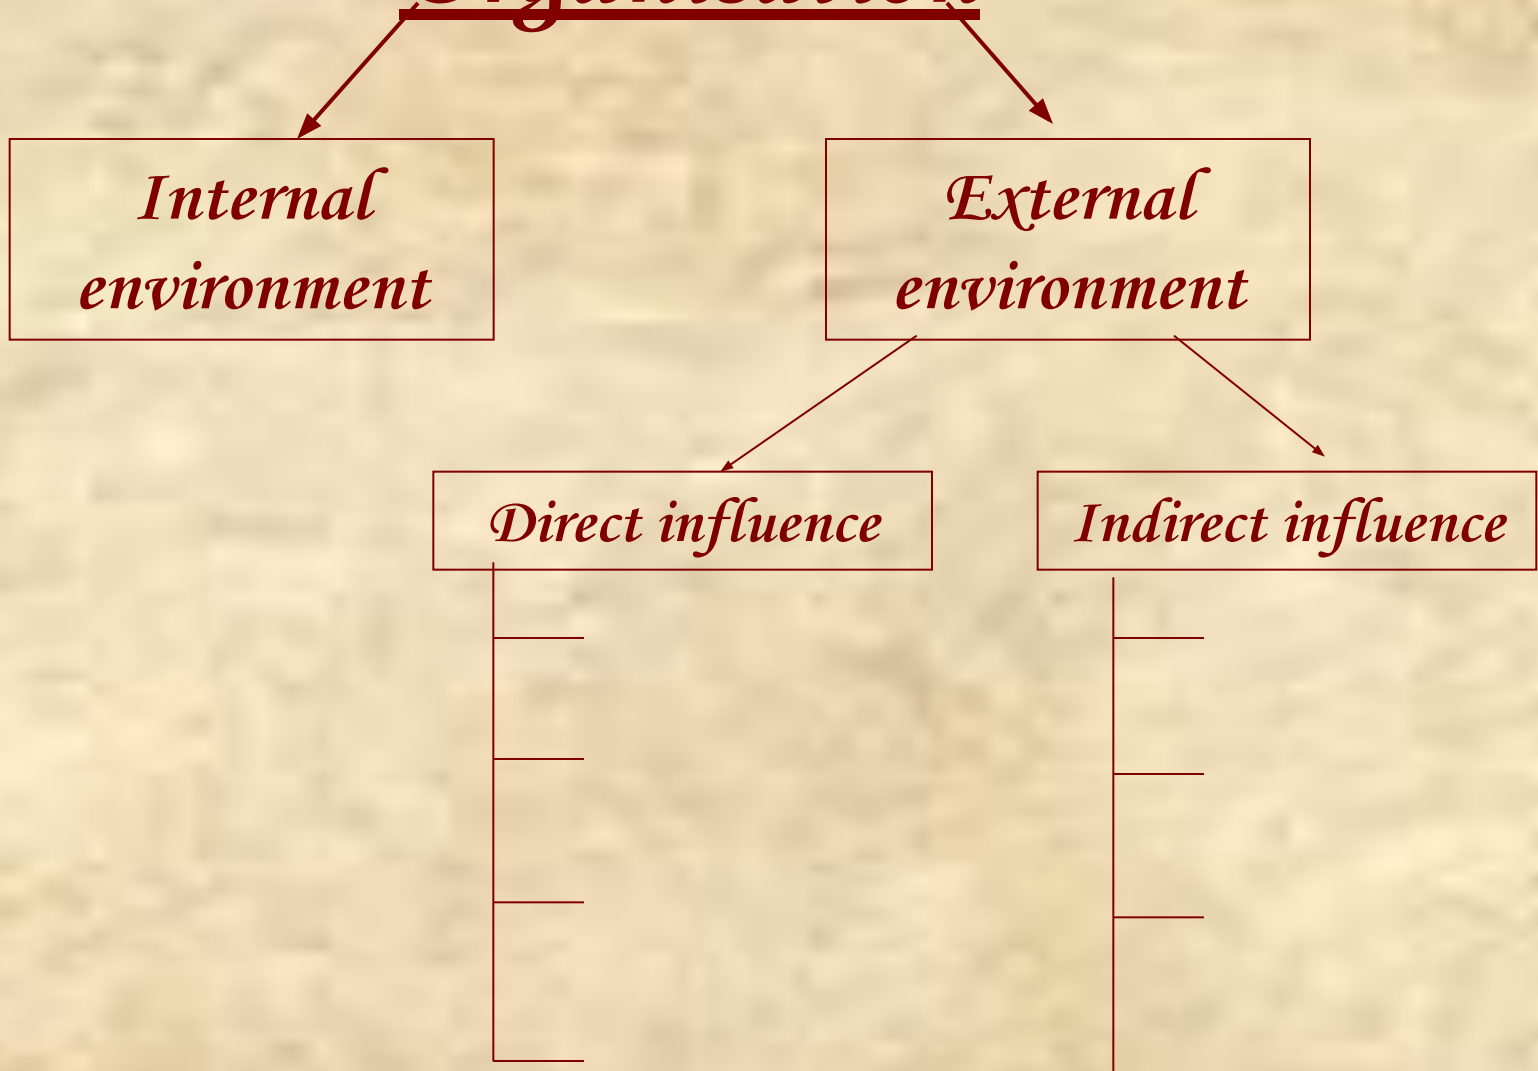 Internal
environment
External
environment
Direct influence
Indirect influence